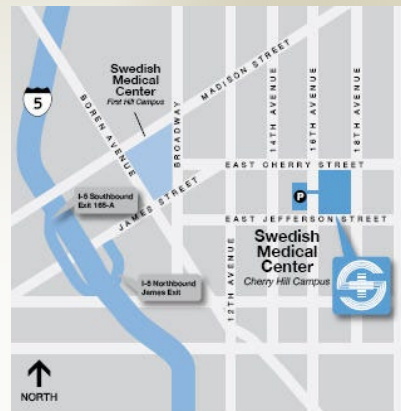 Swedish
Medical
Center
First Hill Campus
5
BOREN AVENUE
BROADWAY
MADISON STREET
14TH AVENUE
16TH AVENUE
18TH AVENUE
EAST CHERRY STREET
I-5 Southbound
Exit 165-A
JAMES STREET
P
EAST JEFFERSON STREET
Swedish
Medical
Center
Cherry Hill Campus
12TH AVENUE
I-5 Northbound
James Exit
NORTH